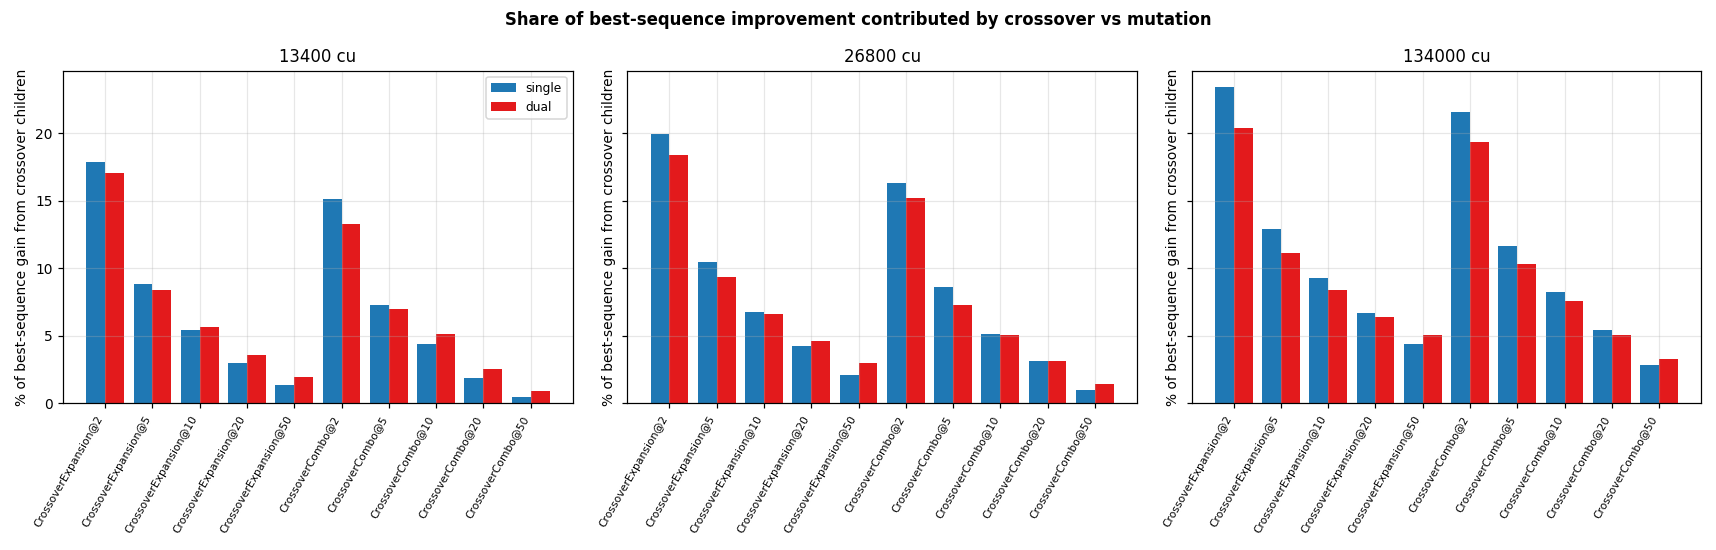 Share of best-sequence improvement contributed by crossover vs mutation
13400 cu
% of best-sequence gain from crossover children
20
15
10
5
0
single
dual
CrossoverExpansion@2
CrossoverExpansion@5
CrossoverExpansion@10
CrossoverExpansion@20
CrossoverExpansion@50
CrossoverCombo@2
CrossoverCombo@5
CrossoverCombo@10
CrossoverCombo@20
CrossoverCombo@50
26800 cu
% of best-sequence gain from crossover children
CrossoverExpansion@2
CrossoverExpansion@5
CrossoverExpansion@10
CrossoverExpansion@20
CrossoverExpansion@50
CrossoverCombo@2
CrossoverCombo@5
CrossoverCombo@10
CrossoverCombo@20
CrossoverCombo@50
134000 cu
% of best-sequence gain from crossover children
CrossoverExpansion@2
CrossoverExpansion@5
CrossoverExpansion@10
CrossoverExpansion@20
CrossoverExpansion@50
CrossoverCombo@2
CrossoverCombo@5
CrossoverCombo@10
CrossoverCombo@20
CrossoverCombo@50